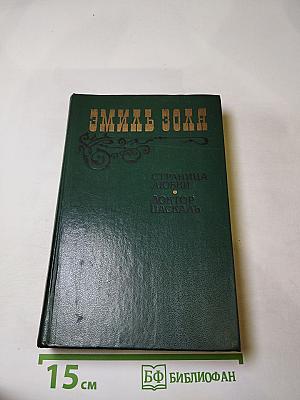 ЭМИЛЬ ЗОЛЯ
СТРАНИЦА
ЛЮБВИ
ДОКТОР
ПАСКАЛЬ
15 см
БФ БИБЛИОФАН